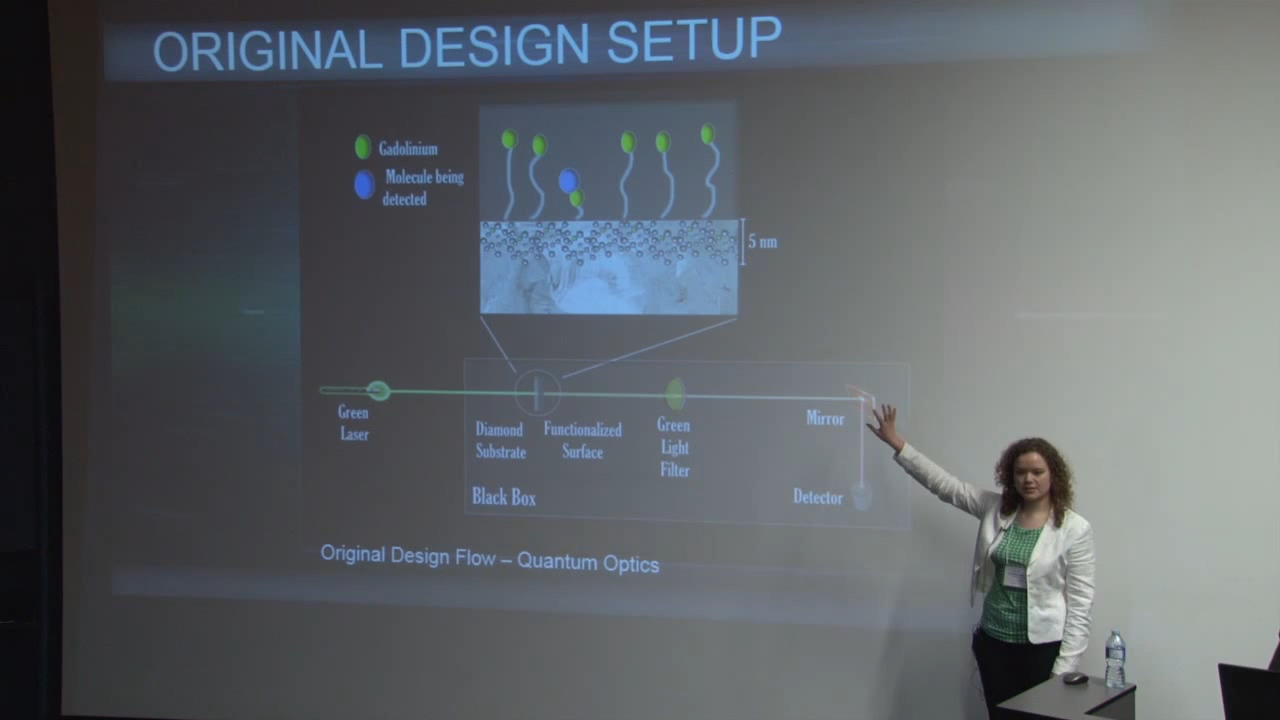 ORIGINAL DESIGN SETUP
Gadolinium
Molecule being
detected
5 nm
Green
Laser
Diamond
Substrate
Functionalized
Surface
Green
Light
Filter
Mirror
Black Box
Detector
Original Design Flow – Quantum Optics